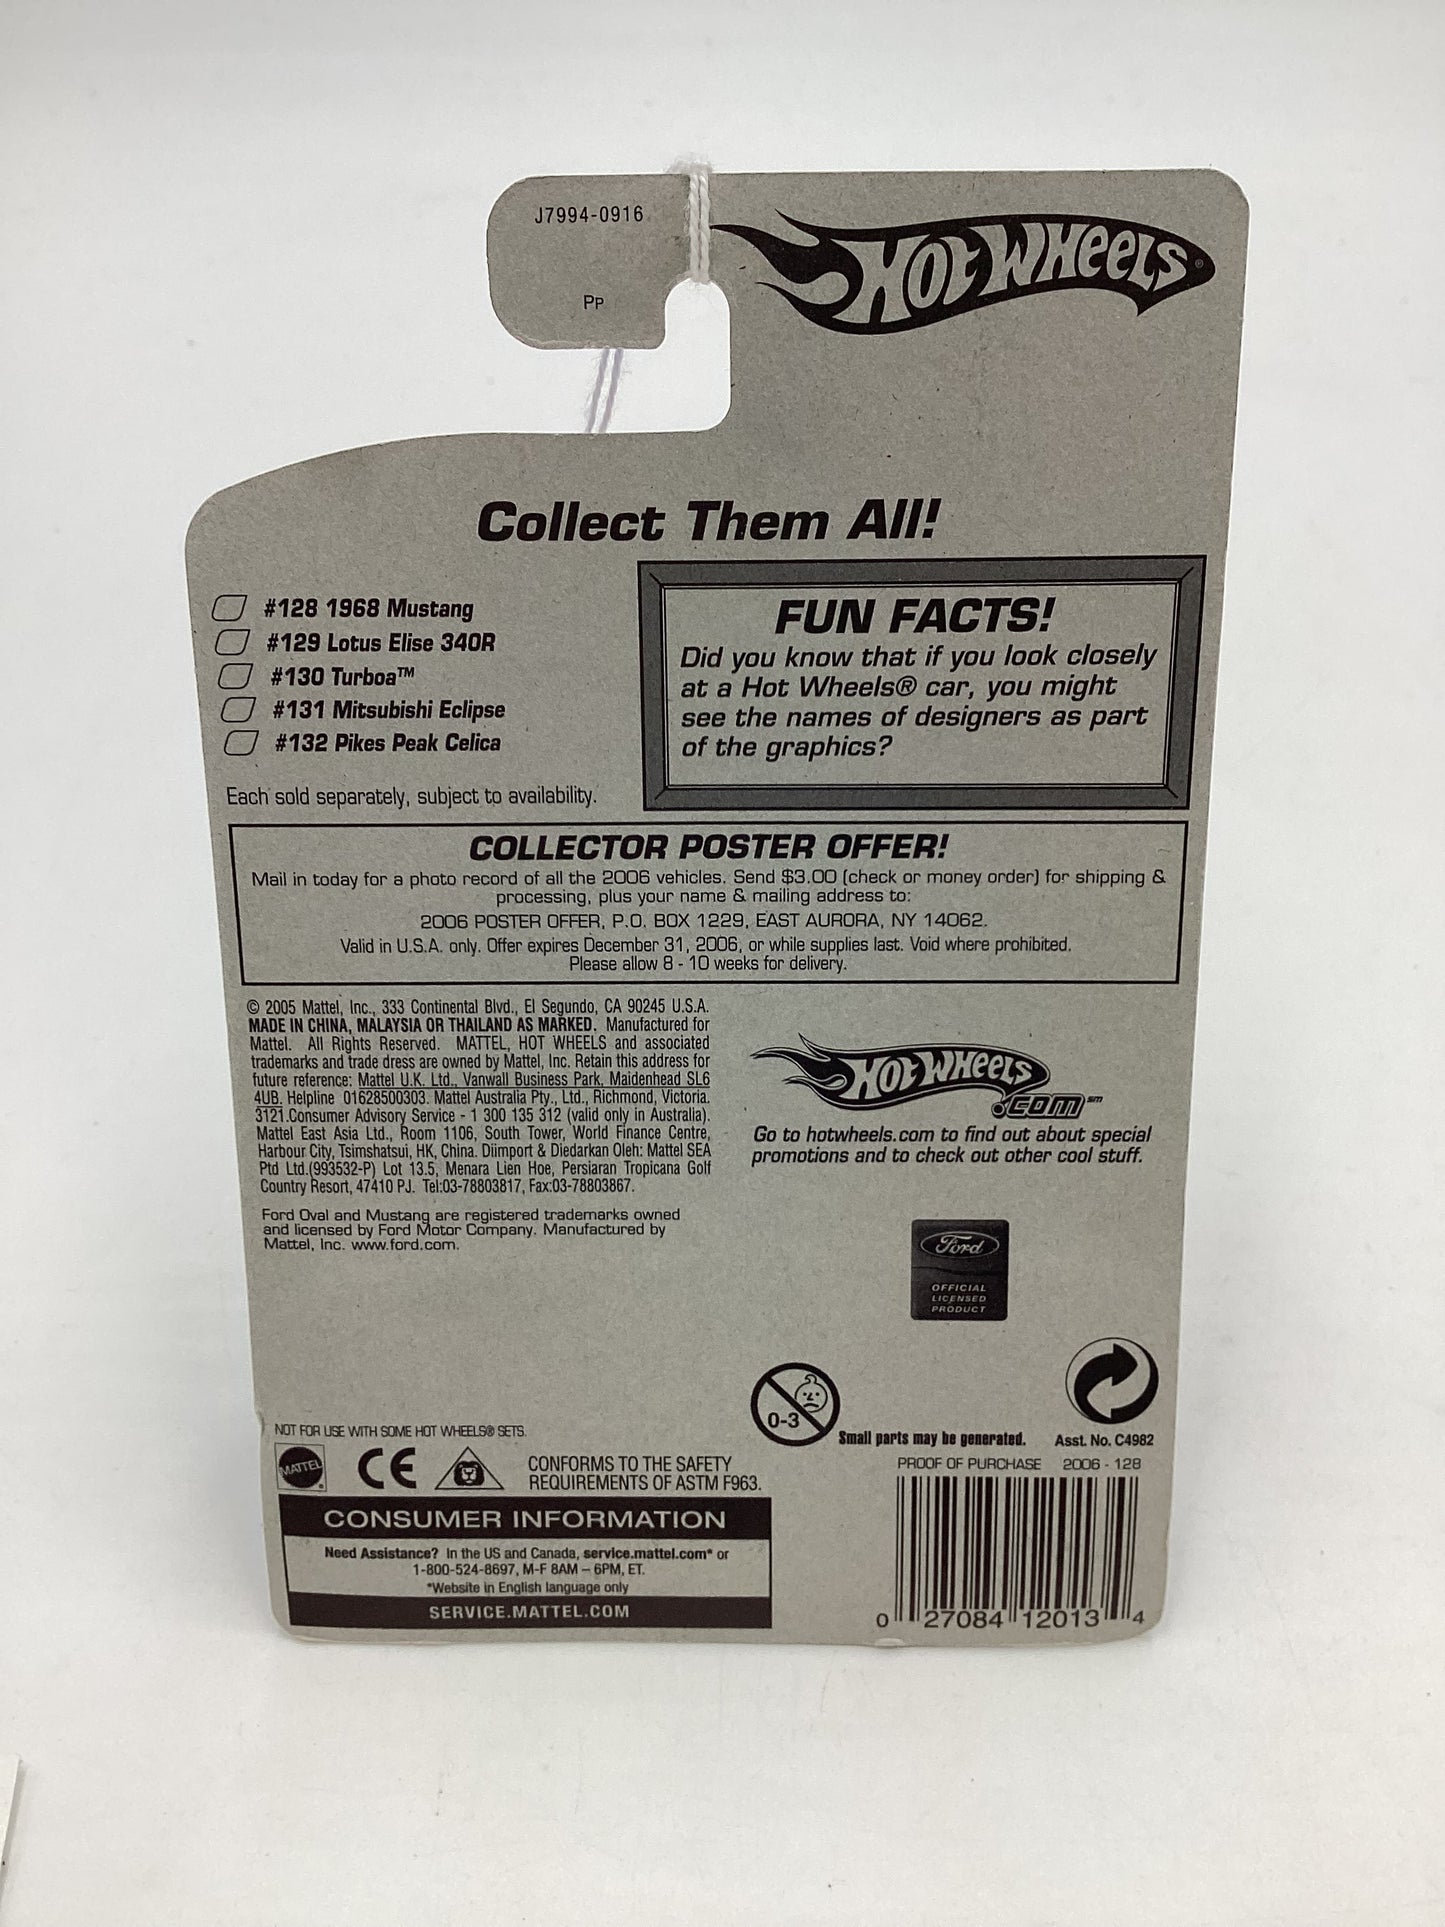 J7994-0916
PP
HOT WHEELS®
Collect Them All!
#128 1968 Mustang
#129 Lotus Elise 340R
#130 Turboa™
#131 Mitsubishi Eclipse
#132 Pikes Peak Celica
Each sold separately, subject to availability.
FUN FACTS!
Did you know that if you look closely
at a Hot Wheels® car, you might
see the names of designers as part
of the graphics?
COLLECTOR POSTER OFFER!
Mail in today for a photo record of all the 2006 vehicles. Send $3.00 (check or money order) for shipping &
processing, plus your name & mailing address to:
2006 POSTER OFFER, P.O. BOX 1229, EAST AURORA, NY 14062.
Valid in U.S.A. only. Offer expires December 31, 2006, or while supplies last. Void where prohibited.
Please allow 8 - 10 weeks for delivery.
© 2005 Mattel, Inc., 333 Continental Blvd., El Segundo, CA 90245 U.S.A.
MADE IN CHINA, MALAYSIA OR THAILAND AS MARKED. Manufactured for
Mattel. All Rights Reserved. MATTEL, HOT WHEELS and associated
trademarks and trade dress are owned by Mattel, Inc. Retain this address for
future reference: Mattel U.K. Ltd., Vanwall Business Park, Maidenhead SL6
4UB. Helpline 01628500303. Mattel Australia Pty., Ltd., Richmond, Victoria.
3121.Consumer Advisory Service - 1 300 135 312 (valid only in Australia).
Mattel East Asia Ltd., Room 1106, South Tower, World Finance Centre,
Harbour City, Tsimshatsui, HK, China. Diimport & Diedarkan Oleh: Mattel SEA
Ptd Ltd.(993532-P) Lot 13.5, Menara Lien Hoe, Persiaran Tropicana Golf
Country Resort, 47410 PJ. Tel:03-78803817, Fax:03-78803867.
Ford Oval and Mustang are registered trademarks owned
and licensed by Ford Motor Company. Manufactured by
Mattel, Inc. www.ford.com.
HOT WHEELS
.COM℠
Go to hotwheels.com to find out about special
promotions and to check out other cool stuff.
Ford
OFFICIAL
LICENSED
PRODUCT
0-3
Small parts may be generated.
Asst. No. C4982
NOT FOR USE WITH SOME HOT WHEELS® SETS.
MATTEL®
CE
CONFORMS TO THE SAFETY
REQUIREMENTS OF ASTM F963.
CONSUMER INFORMATION
Need Assistance? In the US and Canada, service.mattel.com* or
1-800-524-8697, M-F 8AM – 6PM, ET.
*Website in English language only
SERVICE.MATTEL.COM
PROOF OF PURCHASE 2006 - 128
0 27084 12013 4